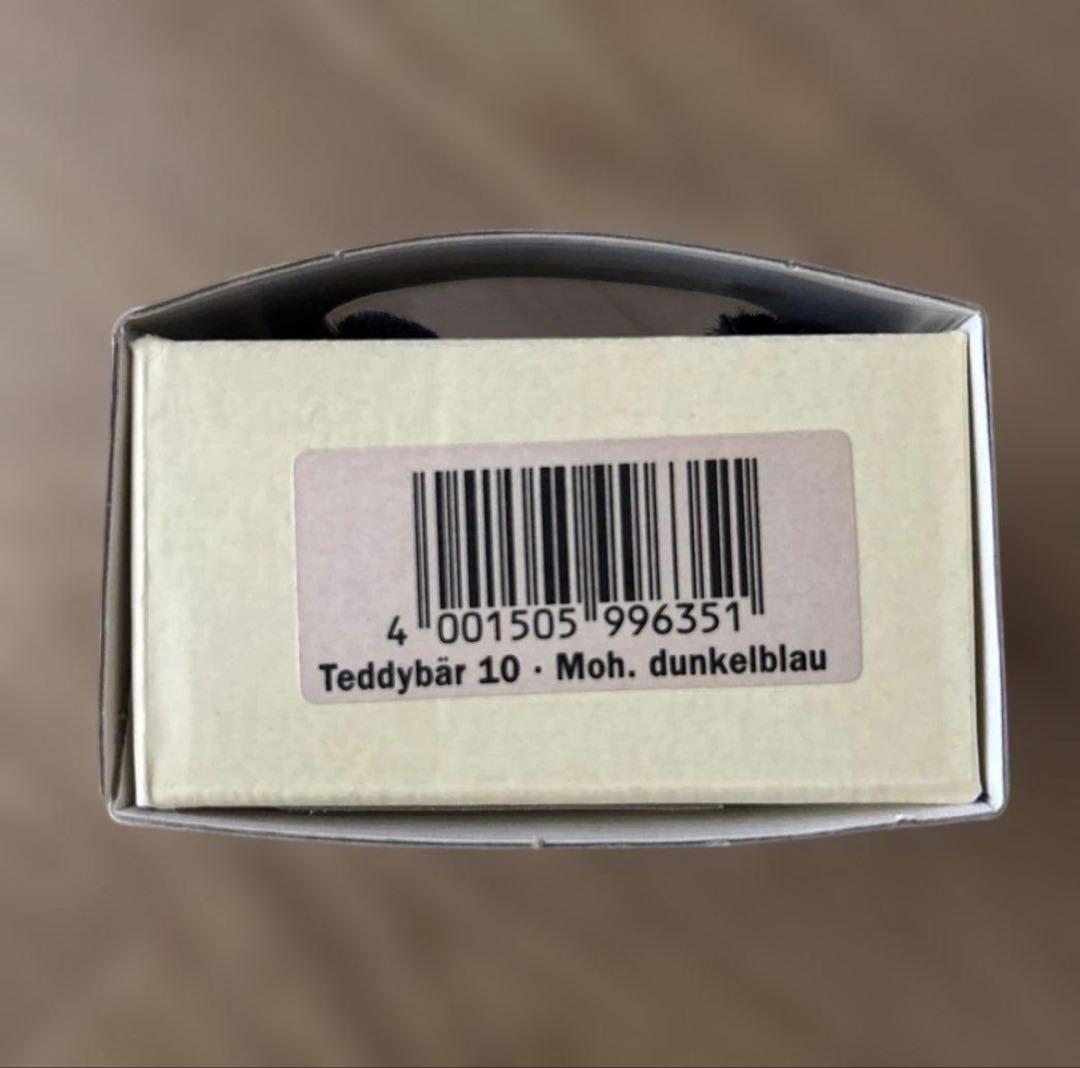 4 001505 996351
Teddybär 10 · Moh. dunkelblau